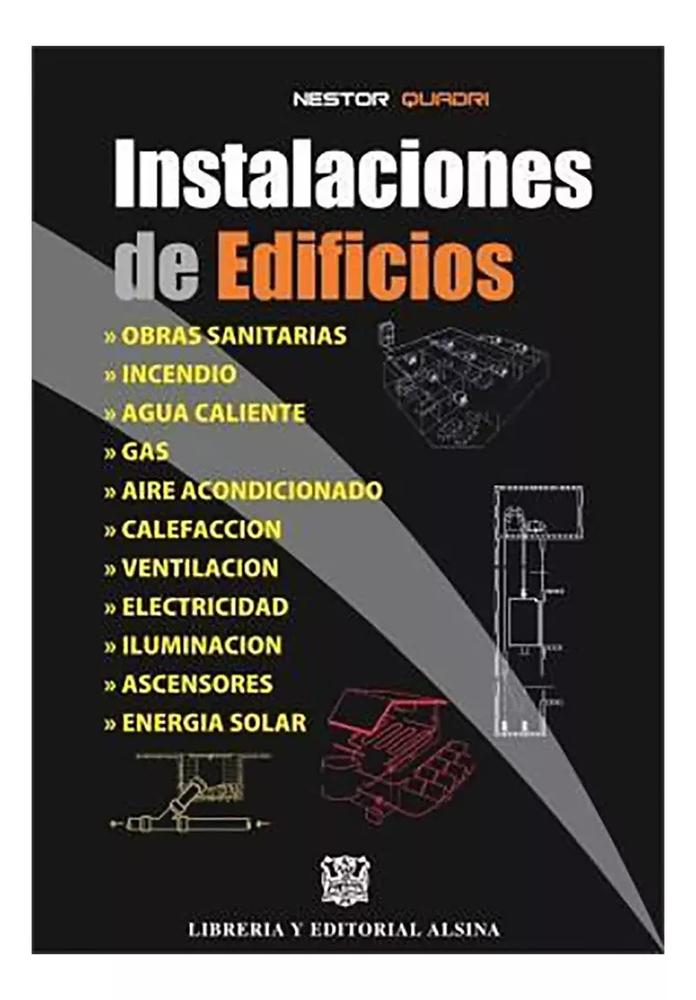 NESTOR QUADRI
Instalaciones
de Edificios
» OBRAS SANITARIAS
» INCENDIO
» AGUA CALIENTE
» GAS
» AIRE ACONDICIONADO
» CALEFACCION
» VENTILACION
» ELECTRICIDAD
» ILUMINACION
» ASCENSORES
» ENERGIA SOLAR
LIBRERIA Y EDITORIAL ALSINA